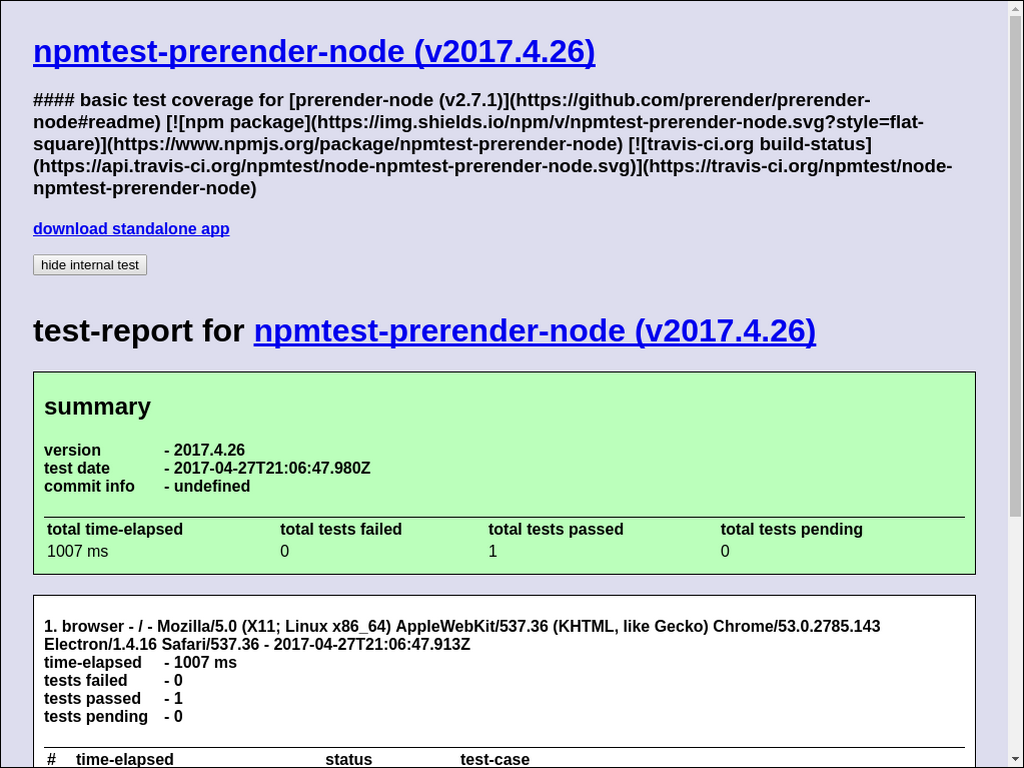 npmtest-prerender-node (v2017.4.26)
#### basic test coverage for [prerender-node (v2.7.1)](https://github.com/prerender/prerender-
node#readme) [![npm package](https://img.shields.io/npm/v/npmtest-prerender-node.svg?style=flat-
square)](https://www.npmjs.org/package/npmtest-prerender-node) [![travis-ci.org build-status]
(https://api.travis-ci.org/npmtest/node-npmtest-prerender-node.svg)](https://travis-ci.org/npmtest/node-
npmtest-prerender-node)
download standalone app
hide internal test
test-report for npmtest-prerender-node (v2017.4.26)
summary
version - 2017.4.26
test date - 2017-04-27T21:06:47.980Z
commit info - undefined
total time-elapsed total tests failed total tests passed total tests pending
1007 ms 0 1 0
1. browser - / - Mozilla/5.0 (X11; Linux x86_64) AppleWebKit/537.36 (KHTML, like Gecko) Chrome/53.0.2785.143
Electron/1.4.16 Safari/537.36 - 2017-04-27T21:06:47.913Z
time-elapsed - 1007 ms
tests failed - 0
tests passed - 1
tests pending - 0
# time-elapsed status test-case